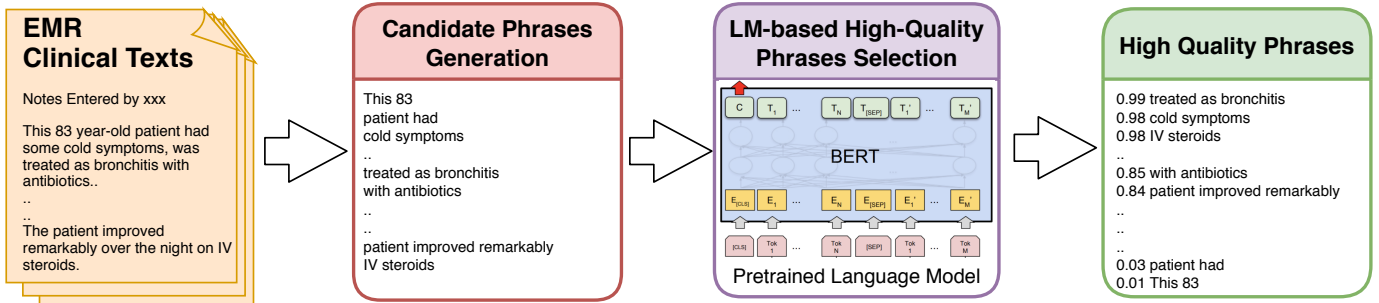 EMR
Clinical Texts
Notes Entered by xxx
This 83 year-old patient had
some cold symptoms, was
treated as bronchitis with
antibiotics..
..
..
The patient improved
remarkably over the night on IV
steroids.
Candidate Phrases
Generation
This 83
patient had
cold symptoms
..
treated as bronchitis
with antibiotics
..
..
patient improved remarkably
IV steroids
LM-based High-Quality
Phrases Selection
C T1 ... TN T[SEP] T1' ... TM'
BERT
E[CLS] E1 ... EN E[SEP] E1' ... EM'
[CLS] Tok 1 ... Tok N [SEP] Tok 1 ... Tok M
Pretrained Language Model
High Quality Phrases
0.99 treated as bronchitis
0.98 cold symptoms
0.98 IV steroids
..
0.85 with antibiotics
0.84 patient improved remarkably
..
..
..
0.03 patient had
0.01 This 83